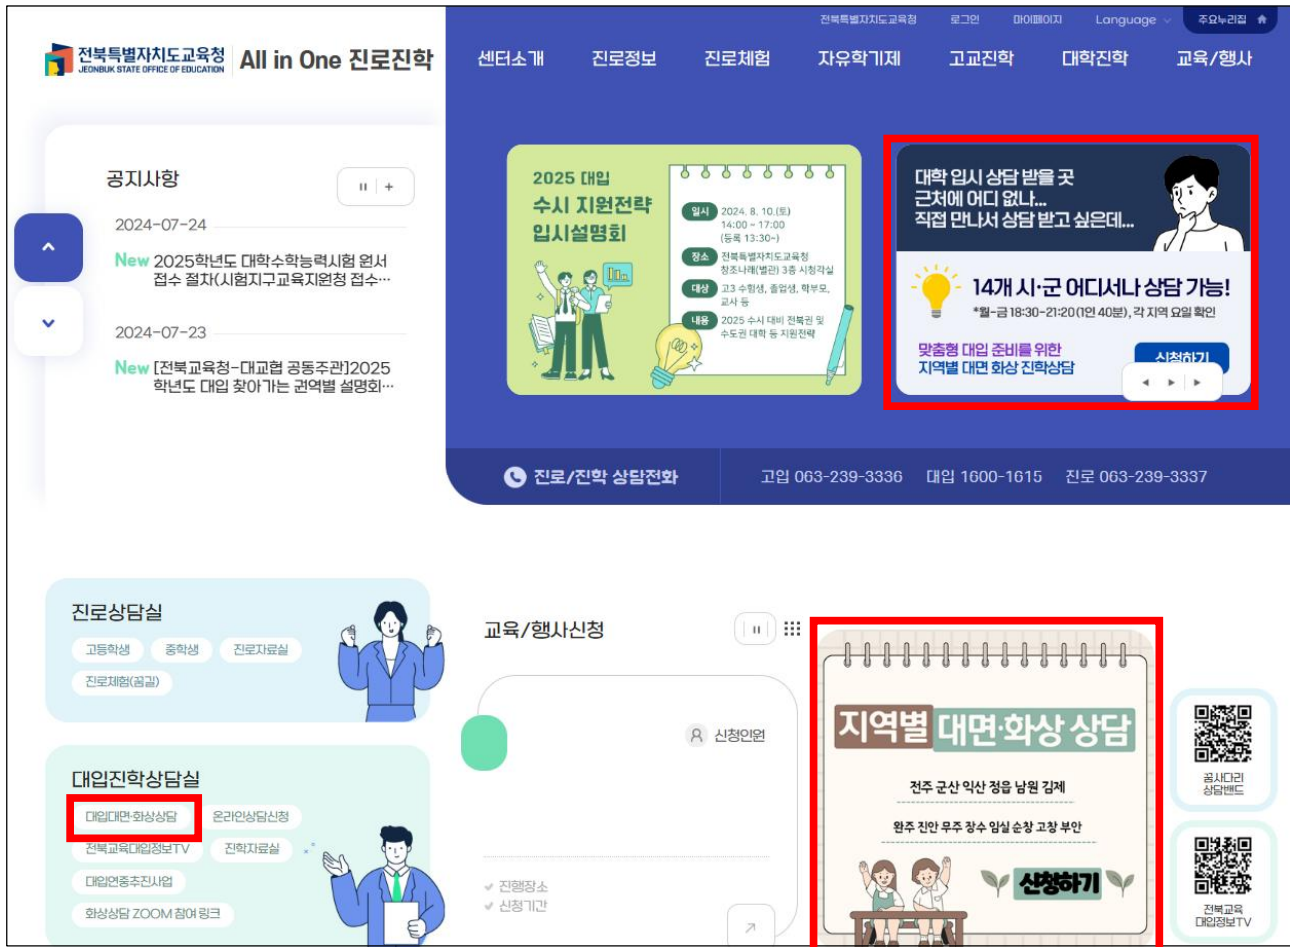 전북특별자치도교육청
로그인
마이페이지
Language
주요누리집
전북특별자치도교육청
JEONBUK STATE OFFICE OF EDUCATION
All in One 진로진학
센터소개
진로정보
진로체험
자유학기제
고교진학
대학진학
교육/행사
공지사항
2024-07-24
New 2025학년도 대학수학능력시험 원서
접수 절차(시험지구교육지원청 접수…
2024-07-23
New [전북교육청-대교협 공동주관]2025
학년도 대입 찾아가는 권역별 설명회…
2025 대입
수시 지원전략
입시설명회
일시 2024. 8. 10.(토)
14:00 ~ 17:00
(등록 13:30~)
장소 전북특별자치도교육청
창조나래(별관) 3층 시청각실
대상 고3 수험생, 졸업생, 학부모,
교사 등
내용 2025 수시 대비 전북권 및
수도권 대학 등 지원전략
대학 입시 상담 받을 곳
근처에 어디 없나...
직접 만나서 상담 받고 싶은데...
14개 시·군 어디서나 상담 가능!
*월~금 18:30~21:20(1인 40분), 각 지역 요일 확인
맞춤형 대입 준비를 위한
지역별 대면 화상 진학상담
신청하기
진로/진학 상담전화
고입 063-239-3336
대입 1600-1615
진로 063-239-3337
진로상담실
고등학생
중학생
진로자료실
진로체험(꿈길)
대입진학상담실
대입대면·화상상담
온라인상담신청
전북교육대입정보TV
진학자료실
대입연중추진사업
화상상담 ZOOM 참여 링크
교육/행사신청
신청인원
진행장소
신청기간
지역별 대면·화상 상담
전주 군산 익산 정읍 남원 김제
완주 진안 무주 장수 임실 순창 고창 부안
신청하기
꿈사다리
상담밴드
전북교육
대입정보TV